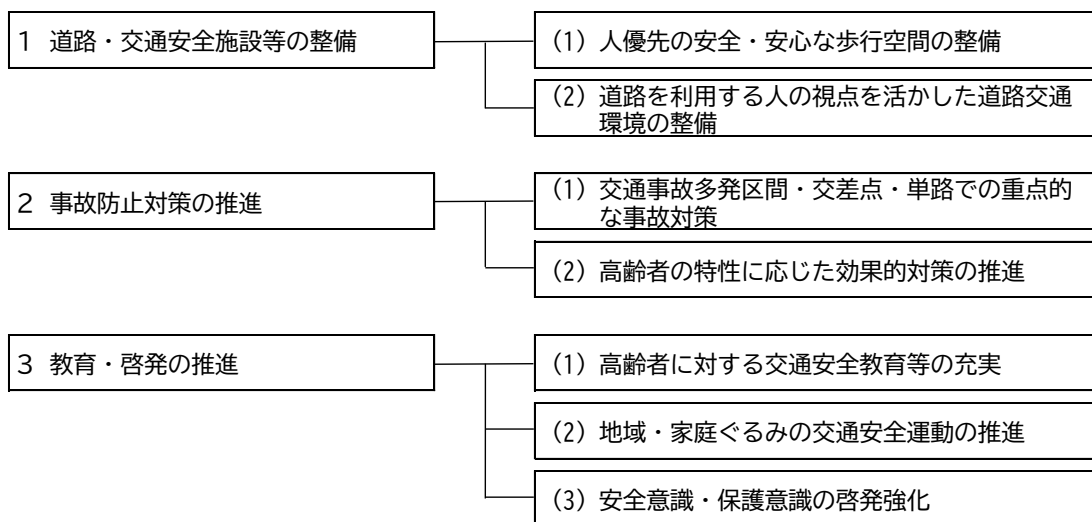 1 道路・交通安全施設等の整備
(1) 人優先の安全・安心な歩行空間の整備
(2) 道路を利用する人の視点を活かした道路交通
環境の整備
2 事故防止対策の推進
(1) 交通事故多発区間・交差点・単路での重点的
な事故対策
(2) 高齢者の特性に応じた効果的対策の推進
3 教育・啓発の推進
(1) 高齢者に対する交通安全教育等の充実
(2) 地域・家庭ぐるみの交通安全運動の推進
(3) 安全意識・保護意識の啓発強化